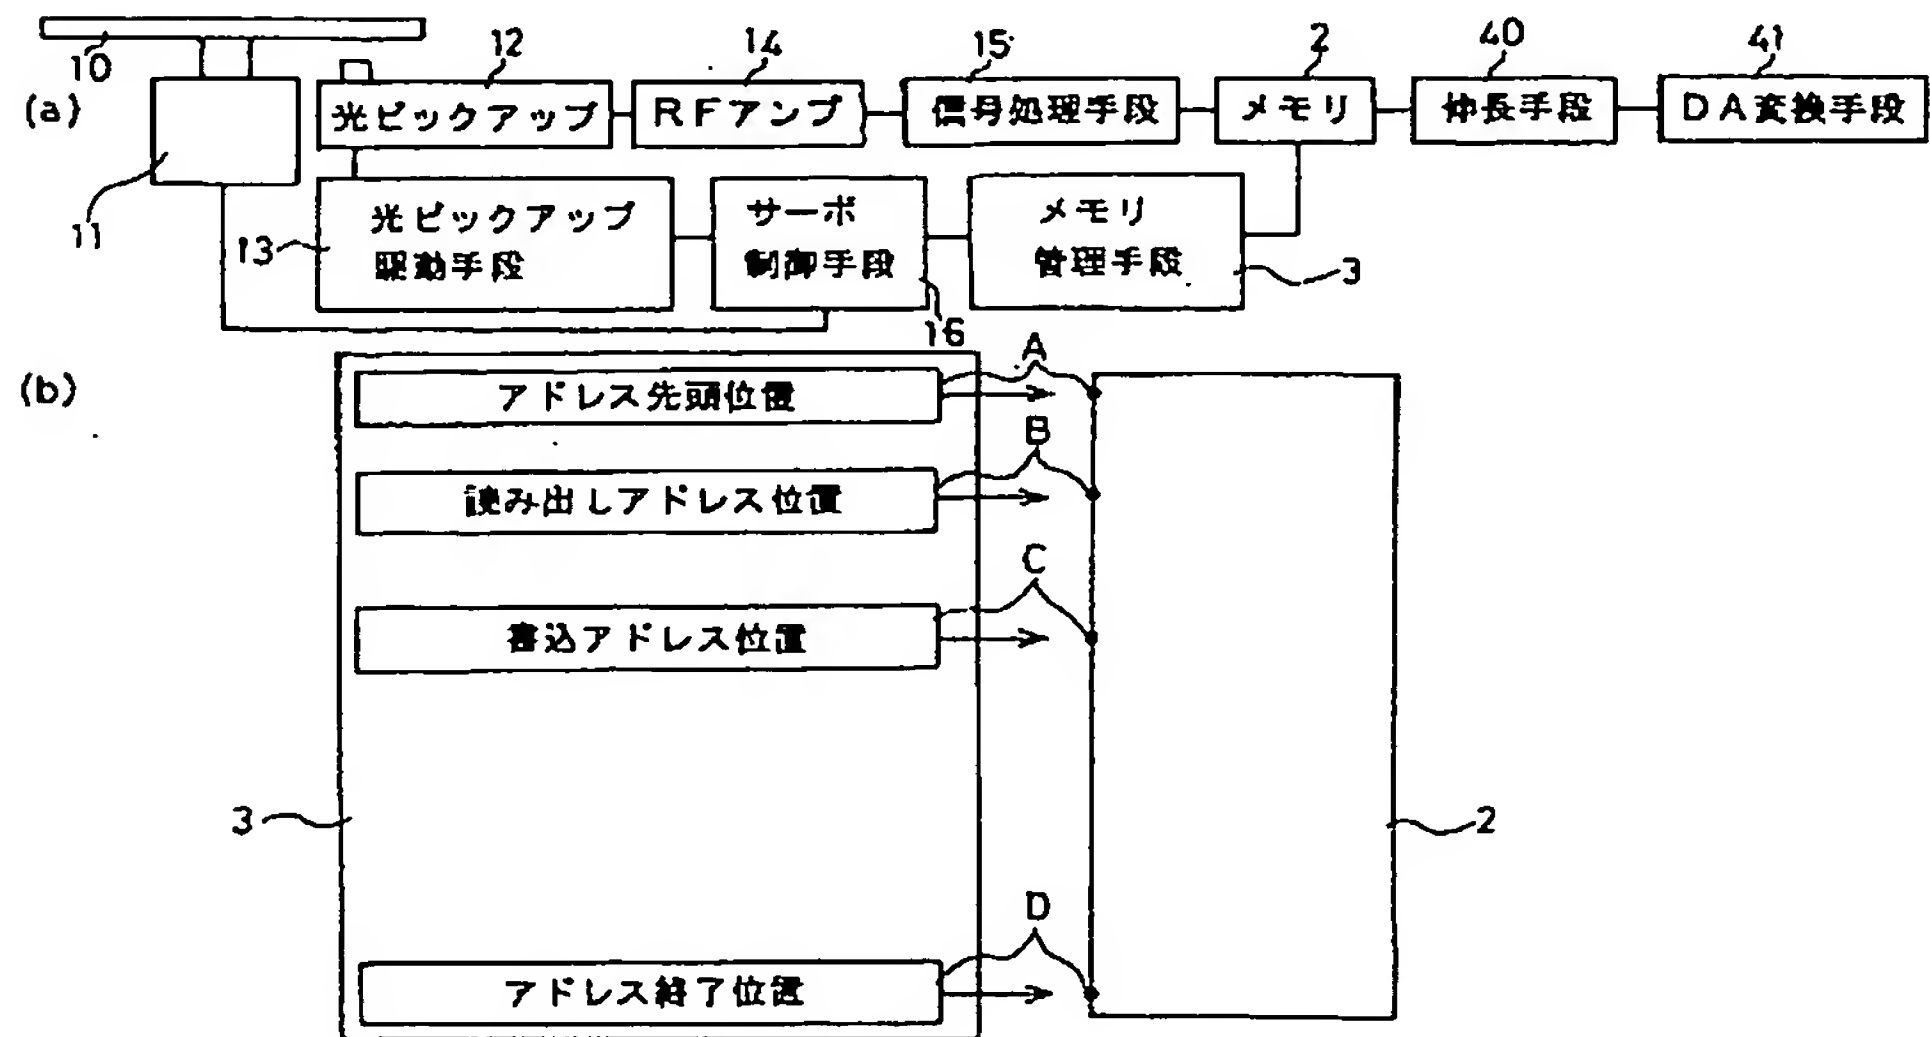 10
12
14
15
2
40
41
(a)
光ピックアップ
RFアンプ
信号処理手段
メモリ
伸長手段
DA変換手段
11
13
光ピックアップ
駆動手段
サーボ
制御手段
16
メモリ
管理手段
3
(b)
アドレス先頭位置
A
読み出しアドレス位置
B
書込アドレス位置
C
3
2
アドレス終了位置
D